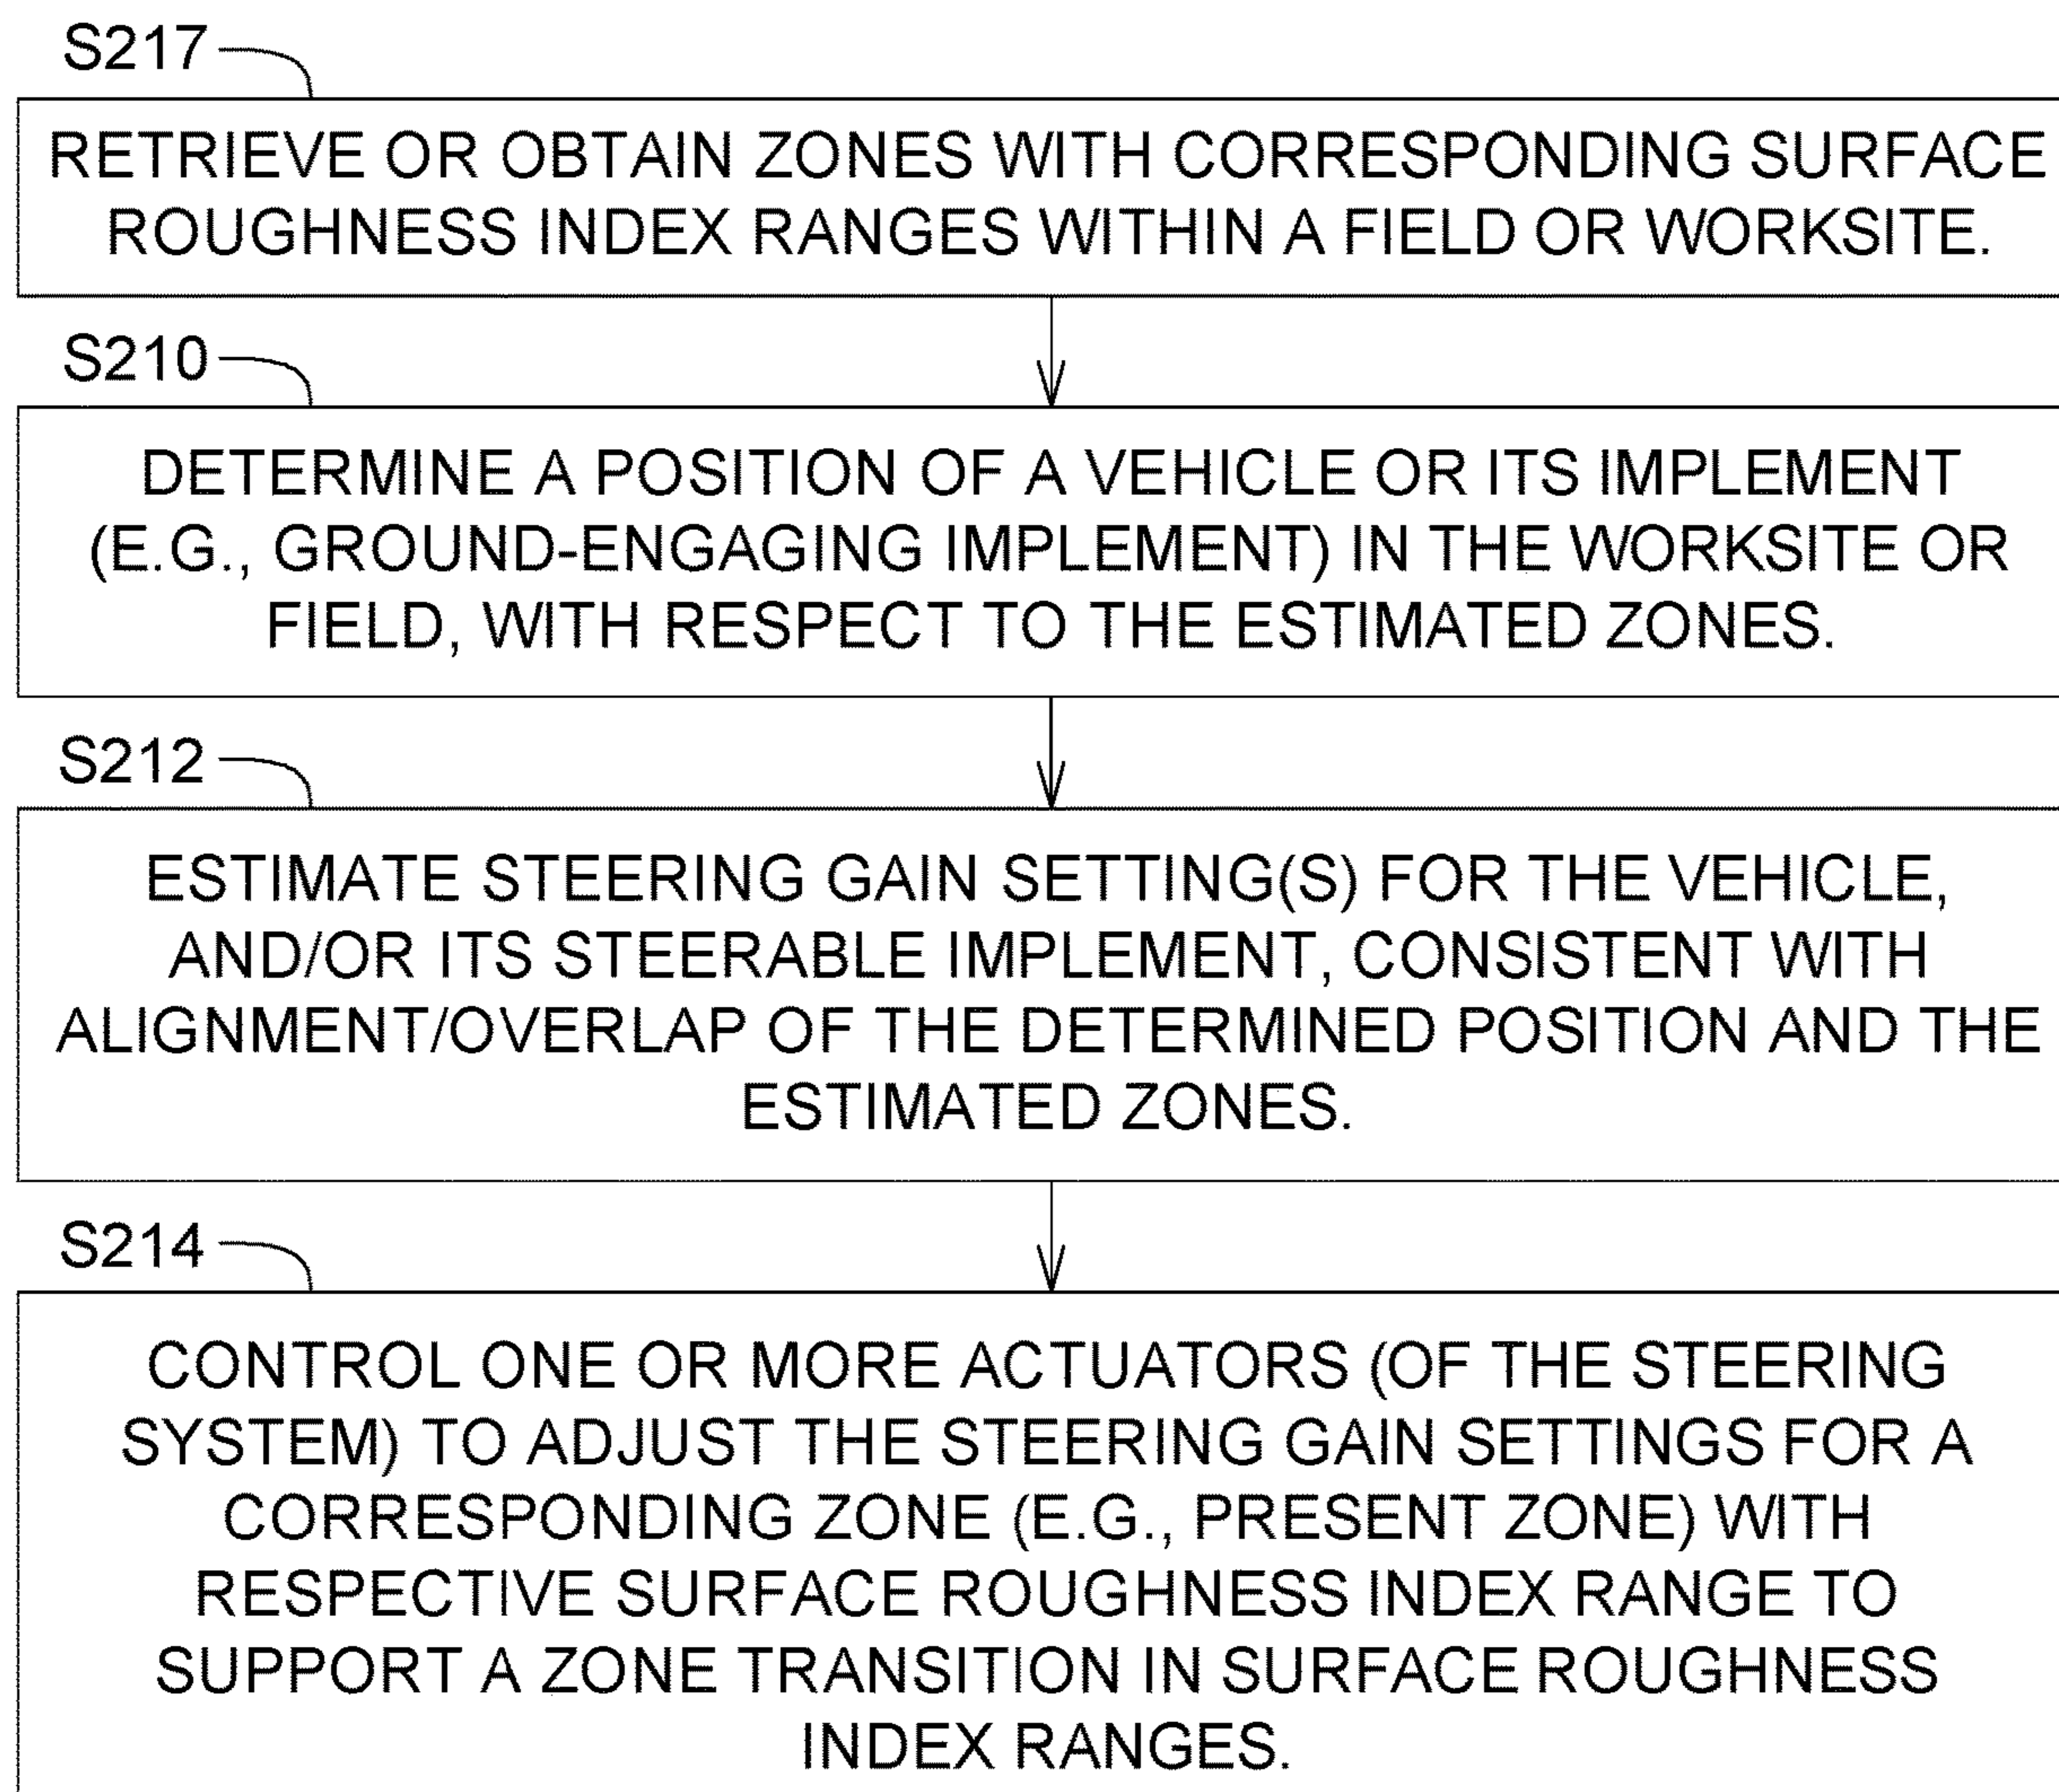 S217
RETRIEVE OR OBTAIN ZONES WITH CORRESPONDING SURFACE
ROUGHNESS INDEX RANGES WITHIN A FIELD OR WORKSITE.
S210
DETERMINE A POSITION OF A VEHICLE OR ITS IMPLEMENT
(E.G., GROUND-ENGAGING IMPLEMENT) IN THE WORKSITE OR
FIELD, WITH RESPECT TO THE ESTIMATED ZONES.
S212
ESTIMATE STEERING GAIN SETTING(S) FOR THE VEHICLE,
AND/OR ITS STEERABLE IMPLEMENT, CONSISTENT WITH
ALIGNMENT/OVERLAP OF THE DETERMINED POSITION AND THE
ESTIMATED ZONES.
S214
CONTROL ONE OR MORE ACTUATORS (OF THE STEERING
SYSTEM) TO ADJUST THE STEERING GAIN SETTINGS FOR A
CORRESPONDING ZONE (E.G., PRESENT ZONE) WITH
RESPECTIVE SURFACE ROUGHNESS INDEX RANGE TO
SUPPORT A ZONE TRANSITION IN SURFACE ROUGHNESS
INDEX RANGES.